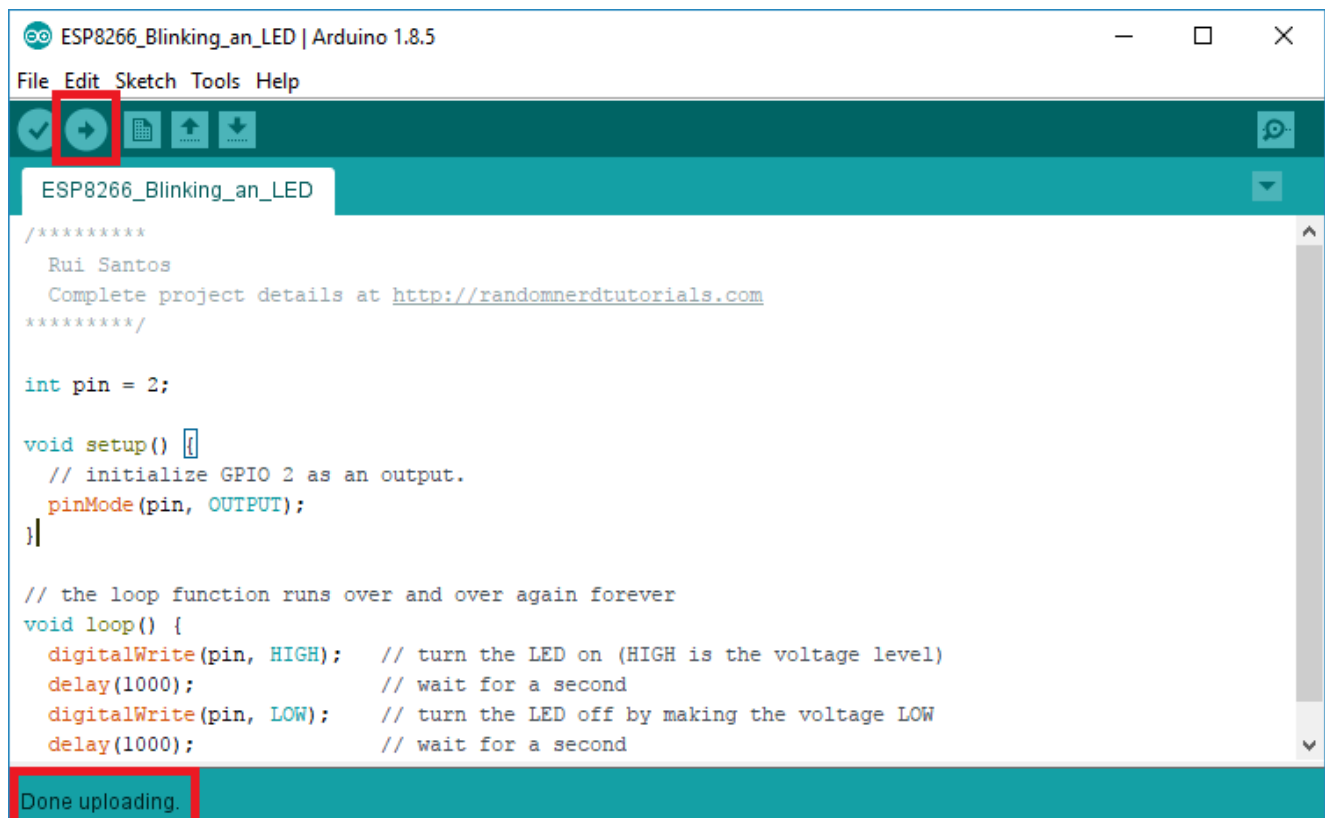 ESP8266_Blinking_an_LED | Arduino 1.8.5
File Edit Sketch Tools Help
ESP8266_Blinking_an_LED
/*********
  Rui Santos
  Complete project details at http://randomnerdtutorials.com
*********/
int pin = 2;
void setup() {
  // initialize GPIO 2 as an output.
  pinMode(pin, OUTPUT);
}
// the loop function runs over and over again forever
void loop() {
  digitalWrite(pin, HIGH);   // turn the LED on (HIGH is the voltage level)
  delay(1000);               // wait for a second
  digitalWrite(pin, LOW);    // turn the LED off by making the voltage LOW
  delay(1000);               // wait for a second
Done uploading.